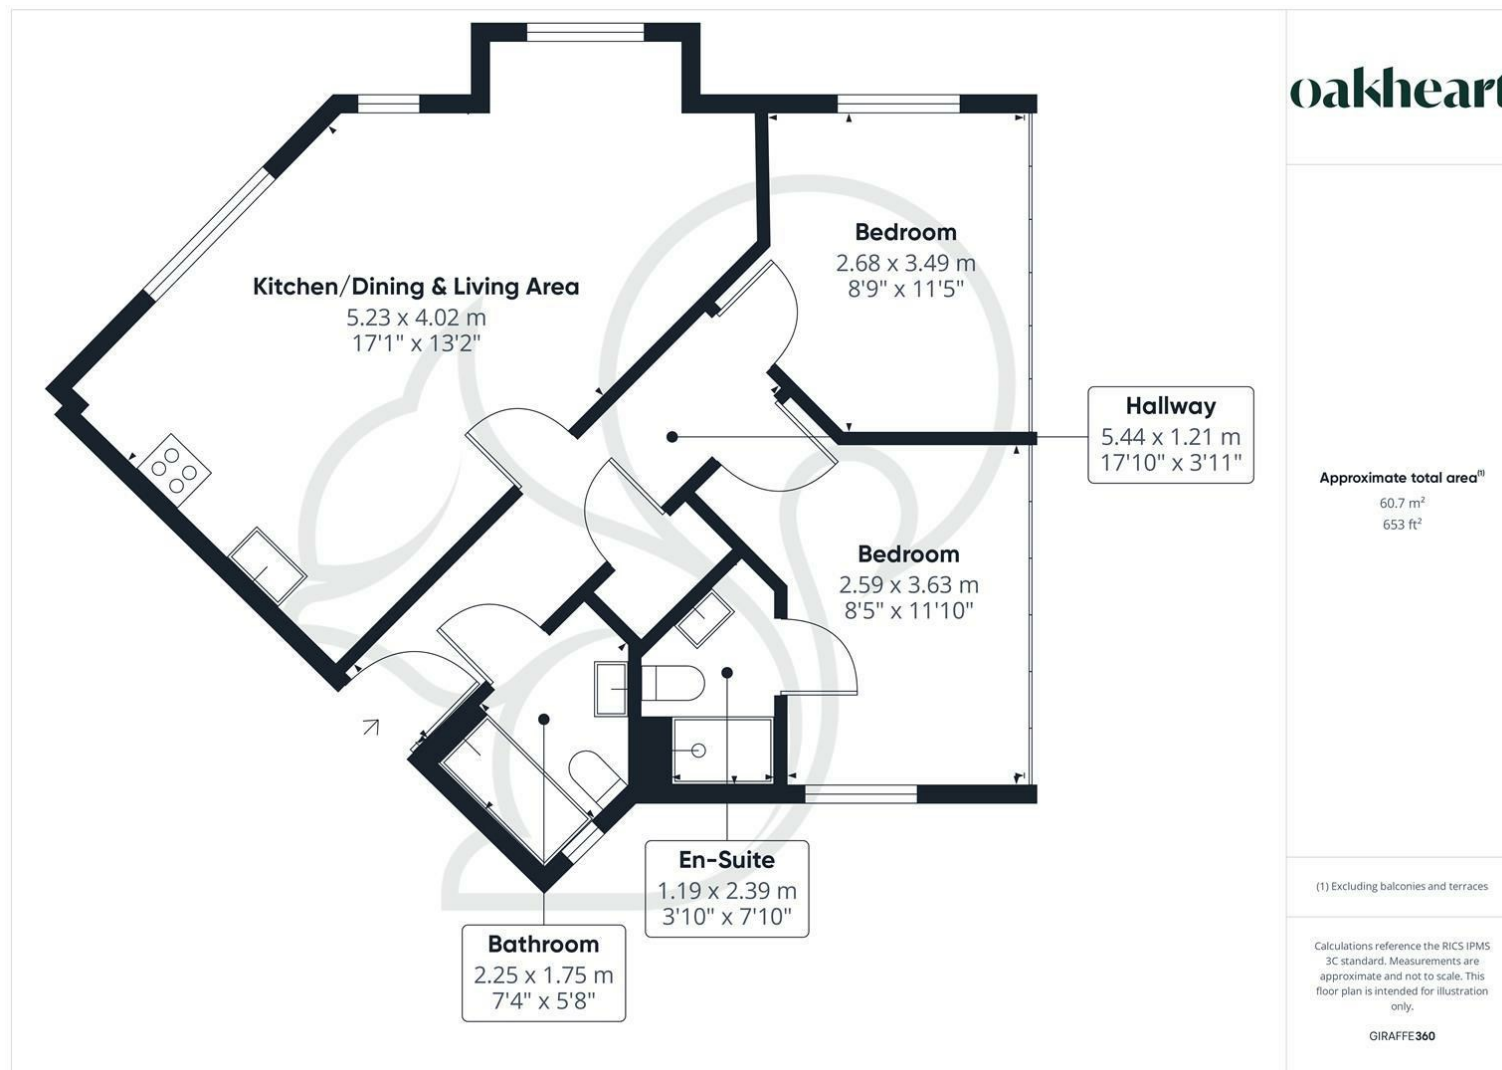 Kitchen/Dining & Living Area
5.23 x 4.02 m
17'1" x 13'2"
Bedroom
2.68 x 3.49 m
8'9" x 11'5"
Hallway
5.44 x 1.21 m
17'10" x 3'11"
Bedroom
2.59 x 3.63 m
8'5" x 11'10"
En-Suite
1.19 x 2.39 m
3'10" x 7'10"
Bathroom
2.25 x 1.75 m
7'4" x 5'8"
oakheart
Approximate total area(1)
60.7 m²
653 ft²
(1) Excluding balconies and terraces
Calculations reference the RICS IPMS
3C standard. Measurements are
approximate and not to scale. This
floor plan is intended for illustration
only.
GIRAFFE360